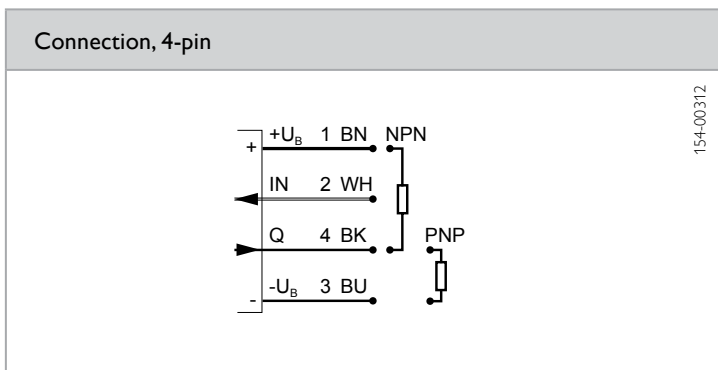 Connection, 4-pin
154-00312
+U_B 1 BN NPN
+
IN 2 WH
Q 4 BK PNP
-U_B 3 BU
-